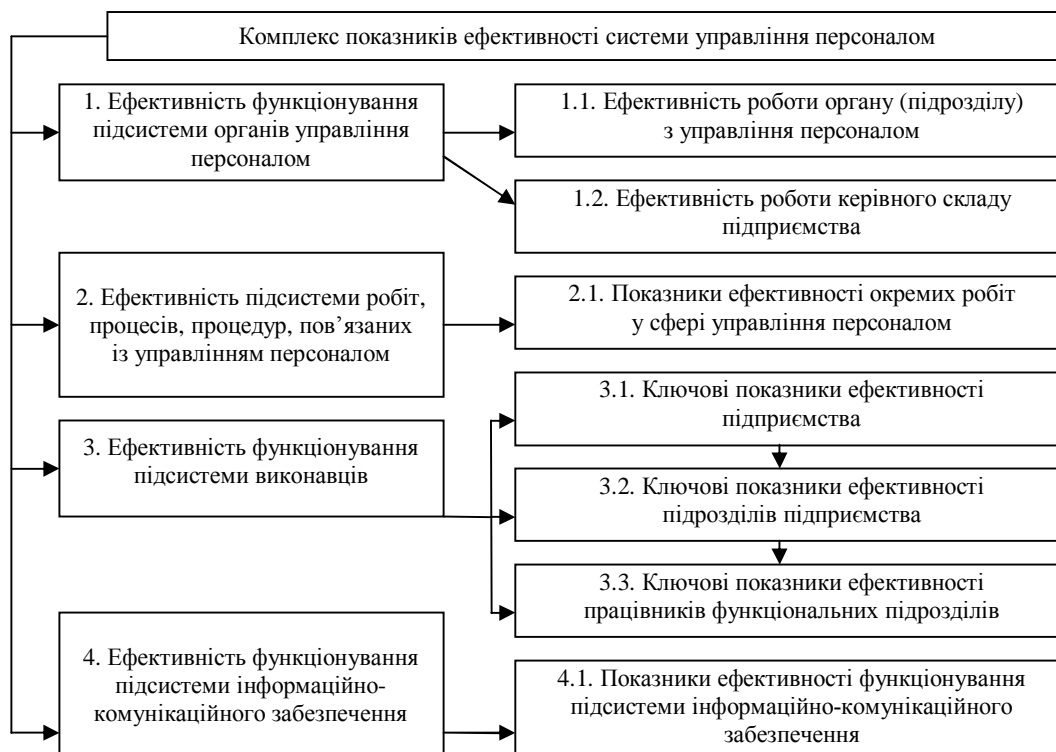 Комплекс показників ефективності системи управління персоналом
1. Ефективність функціонування
підсистеми органів управління
персоналом
1.1. Ефективність роботи органу (підрозділу)
з управління персоналом
1.2. Ефективність роботи керівного складу
підприємства
2. Ефективність підсистеми робіт,
процесів, процедур, пов’язаних
із управлінням персоналом
2.1. Показники ефективності окремих робіт
у сфері управління персоналом
3. Ефективність функціонування
підсистеми виконавців
3.1. Ключові показники ефективності
підприємства
3.2. Ключові показники ефективності
підрозділів підприємства
3.3. Ключові показники ефективності
працівників функціональних підрозділів
4. Ефективність функціонування
підсистеми інформаційно-
комунікаційного забезпечення
4.1. Показники ефективності функціонування
підсистеми інформаційно-комунікаційного
забезпечення